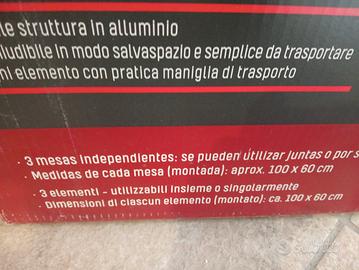 le struttura in alluminio
iudibile in modo salvaspazio e semplice da trasportare
ni elemento con pratica maniglia di trasporto
· 3 mesas independientes: se pueden utilizar juntas o por s
· Medidas de cada mesa (montada): aprox. 100 x 60 cm
· 3 elementi – utilizzabili insieme o singolarmente
· Dimensioni di ciascun elemento (montato): ca. 100 x 60 cm